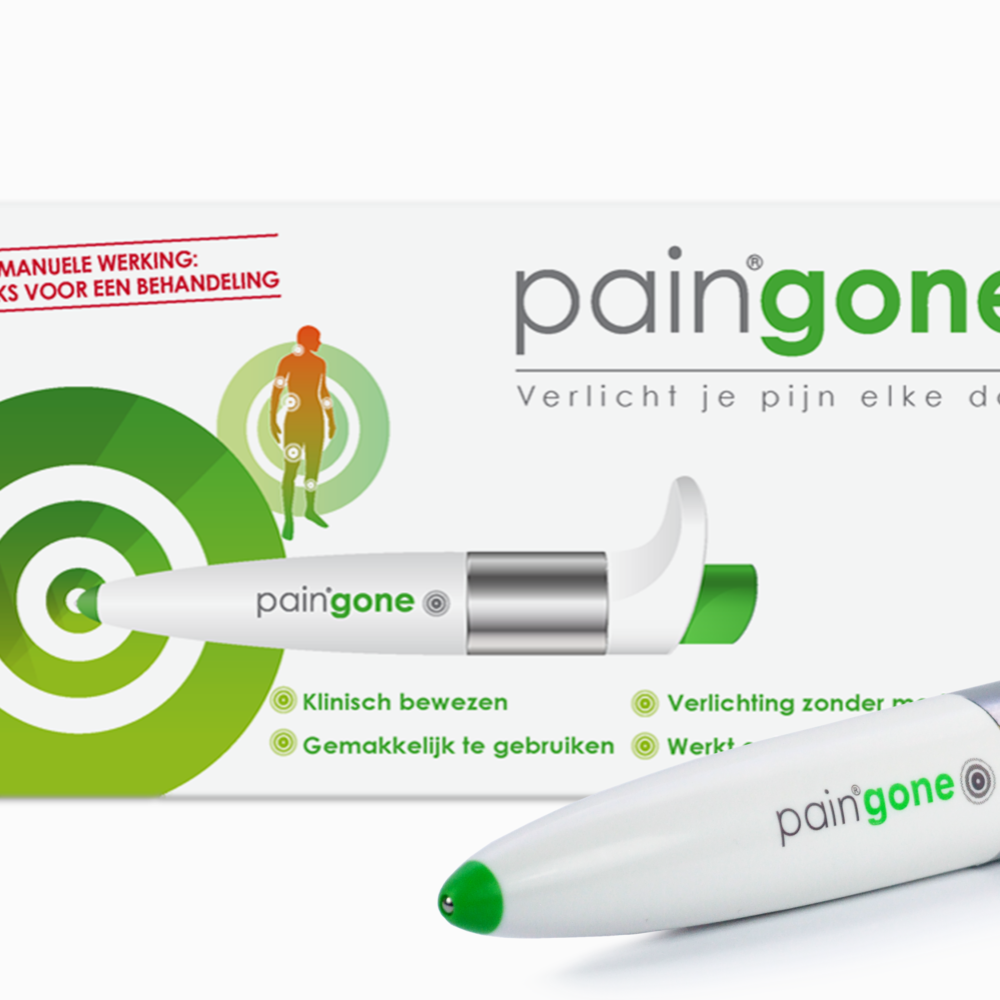 MANUELE WERKING:
VOOR EEN BEHANDELING
pain®gone
Verlicht je pijn elke
pain®gone
Klinisch bewezen
Verlichting zonder
Gemakkelijk te gebruiken
Werkt
pain®gone